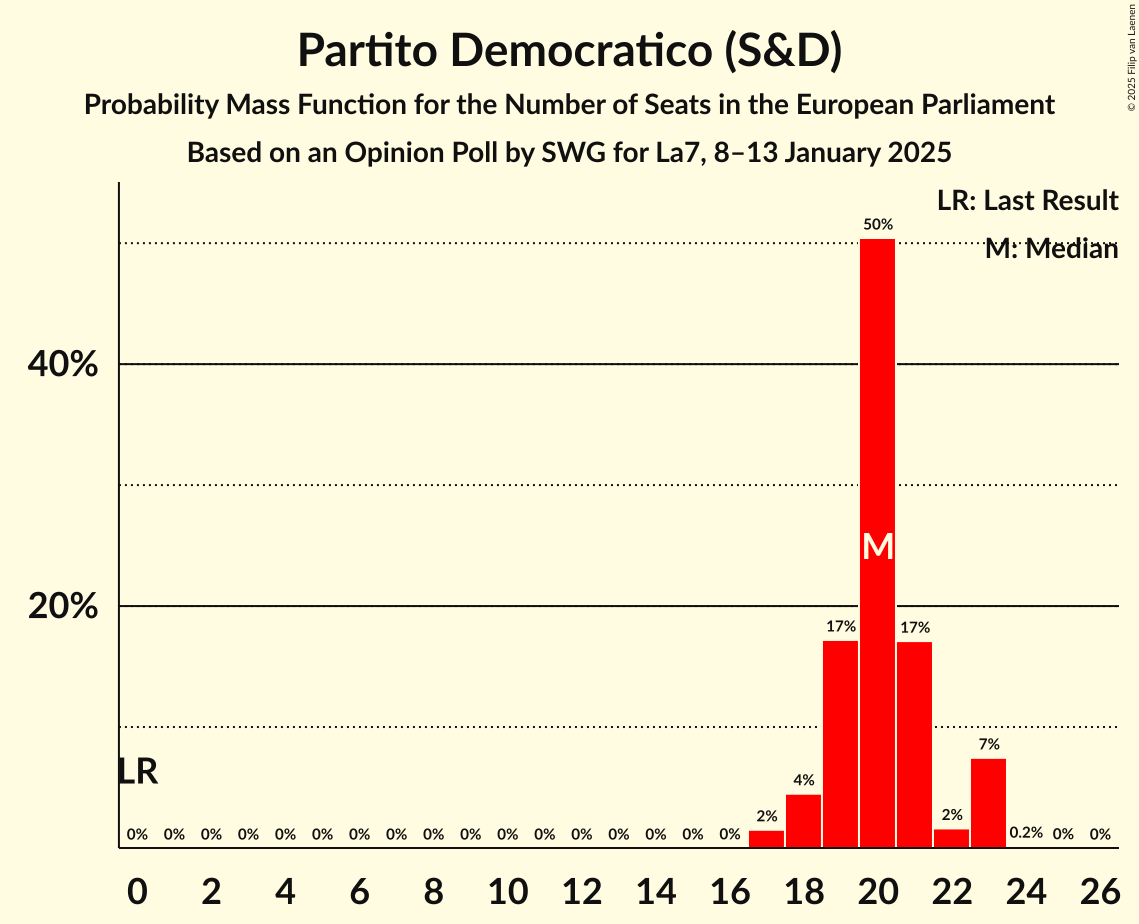 Partito Democratico (S&D)
Probability Mass Function for the Number of Seats in the European Parliament
Based on an Opinion Poll by SWG for La7, 8–13 January 2025
© 2025 Filip van Laenen
LR: Last Result
M: Median
50%
40%
M
20%
17%
17%
7%
LR
4%
2%
2%
0% 0% 0% 0% 0% 0% 0% 0% 0% 0% 0% 0% 0% 0% 0% 0% 0% 0.2% 0% 0%
0 2 4 6 8 10 12 14 16 18 20 22 24 26